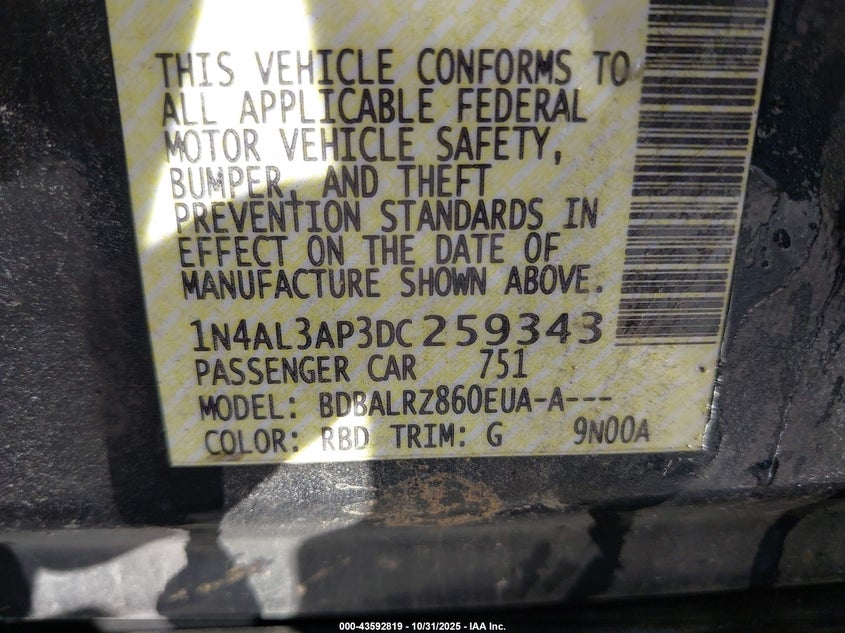 THIS VEHICLE CONFORMS TO
ALL APPLICABLE FEDERAL
MOTOR VEHICLE SAFETY,
BUMPER, AND THEFT
PREVENTION STANDARDS IN
EFFECT ON THE DATE OF
MANUFACTURE SHOWN ABOVE.
1N4AL3AP3DC259343
PASSENGER CAR 751
MODEL: BDBALRZ860EUA-A---
COLOR: RBD TRIM: G 9N00A
000-43592819 - 10/31/2025 - IAA Inc.